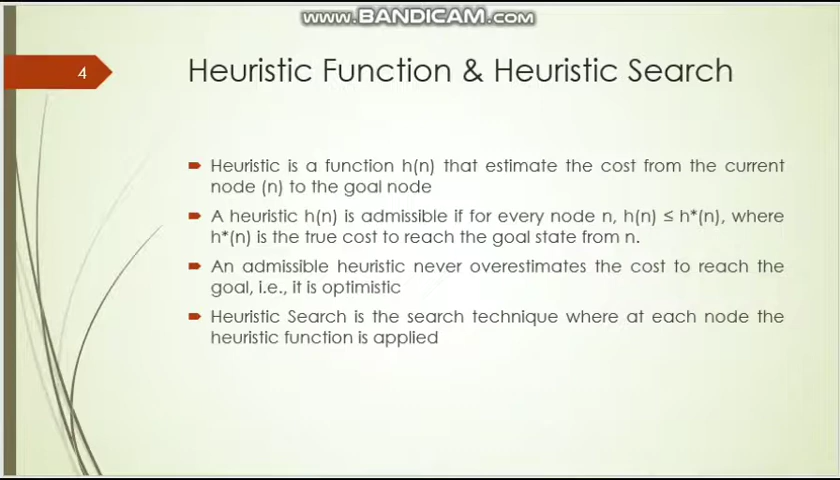 www.BANDICAM.com
4
Heuristic Function & Heuristic Search
Heuristic is a function h(n) that estimate the cost from the current
node (n) to the goal node
A heuristic h(n) is admissible if for every node n, h(n) ≤ h*(n), where
h*(n) is the true cost to reach the goal state from n.
An admissible heuristic never overestimates the cost to reach the
goal, i.e., it is optimistic
Heuristic Search is the search technique where at each node the
heuristic function is applied